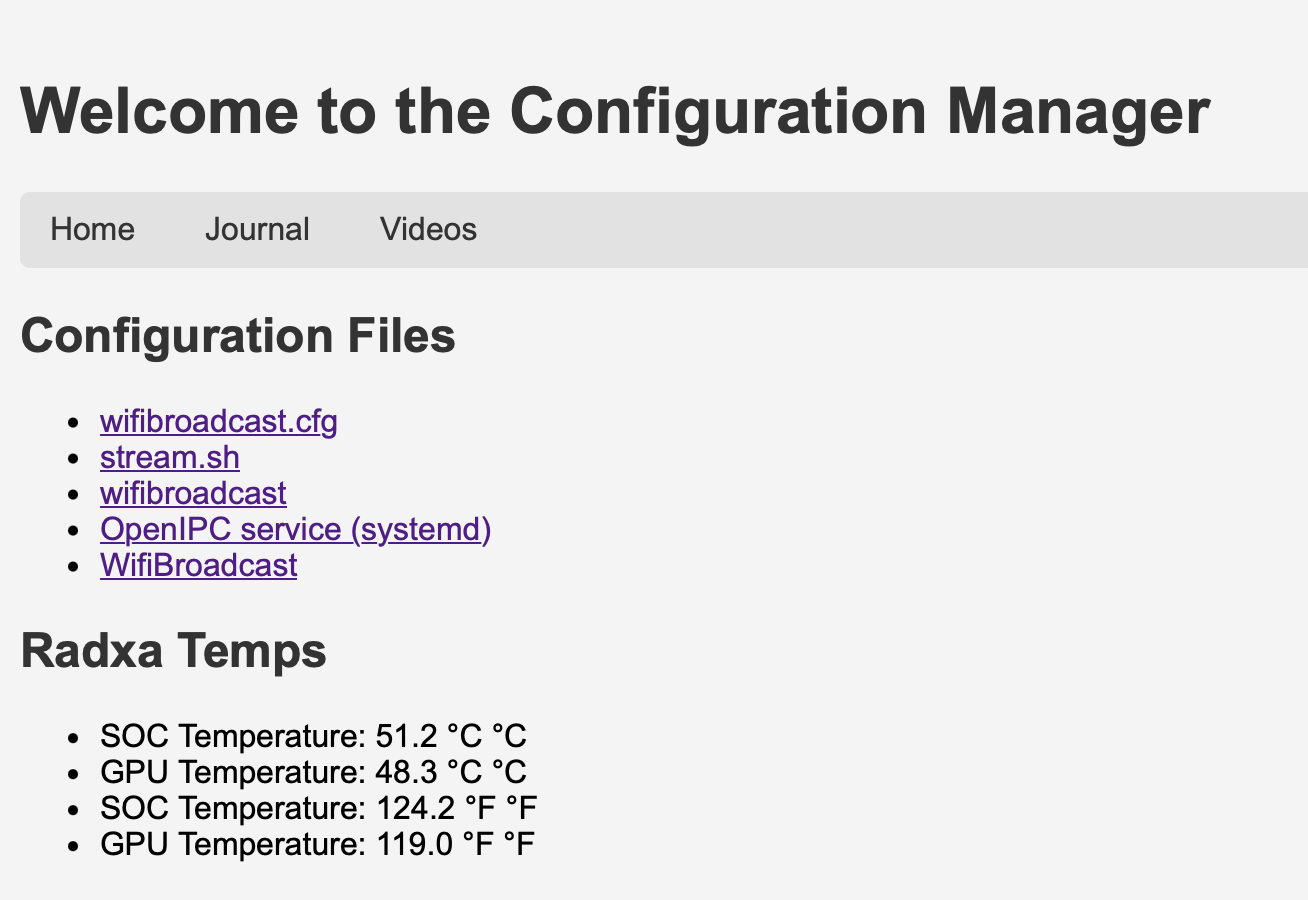 Welcome to the Configuration Manager
Home Journal Videos
Configuration Files
wifibroadcast.cfg
stream.sh
wifibroadcast
OpenIPC service (systemd)
WifiBroadcast
Radxa Temps
SOC Temperature: 51.2 °C °C
GPU Temperature: 48.3 °C °C
SOC Temperature: 124.2 °F °F
GPU Temperature: 119.0 °F °F